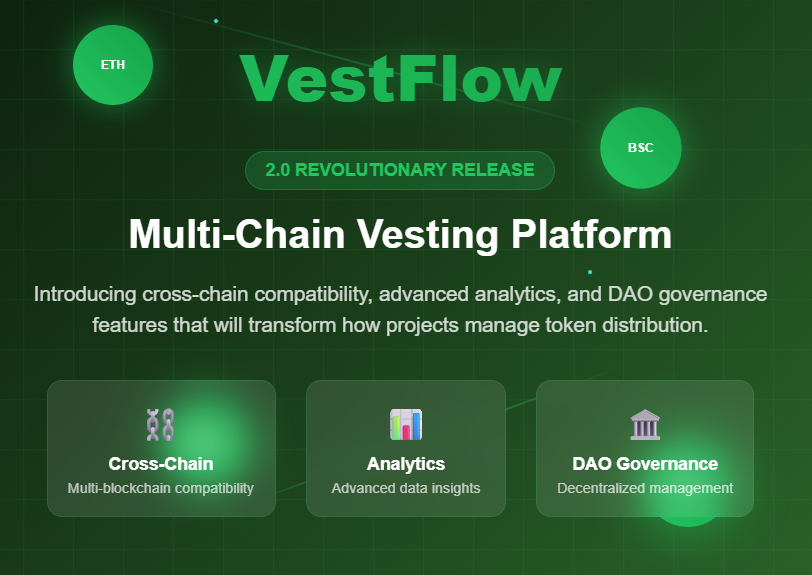 ETH
VestFlow
BSC
2.0 REVOLUTIONARY RELEASE
Multi-Chain Vesting Platform
Introducing cross-chain compatibility, advanced analytics, and DAO governance
features that will transform how projects manage token distribution.
Cross-Chain
Multi-blockchain compatibility
Analytics
Advanced data insights
DAO Governance
Decentralized management